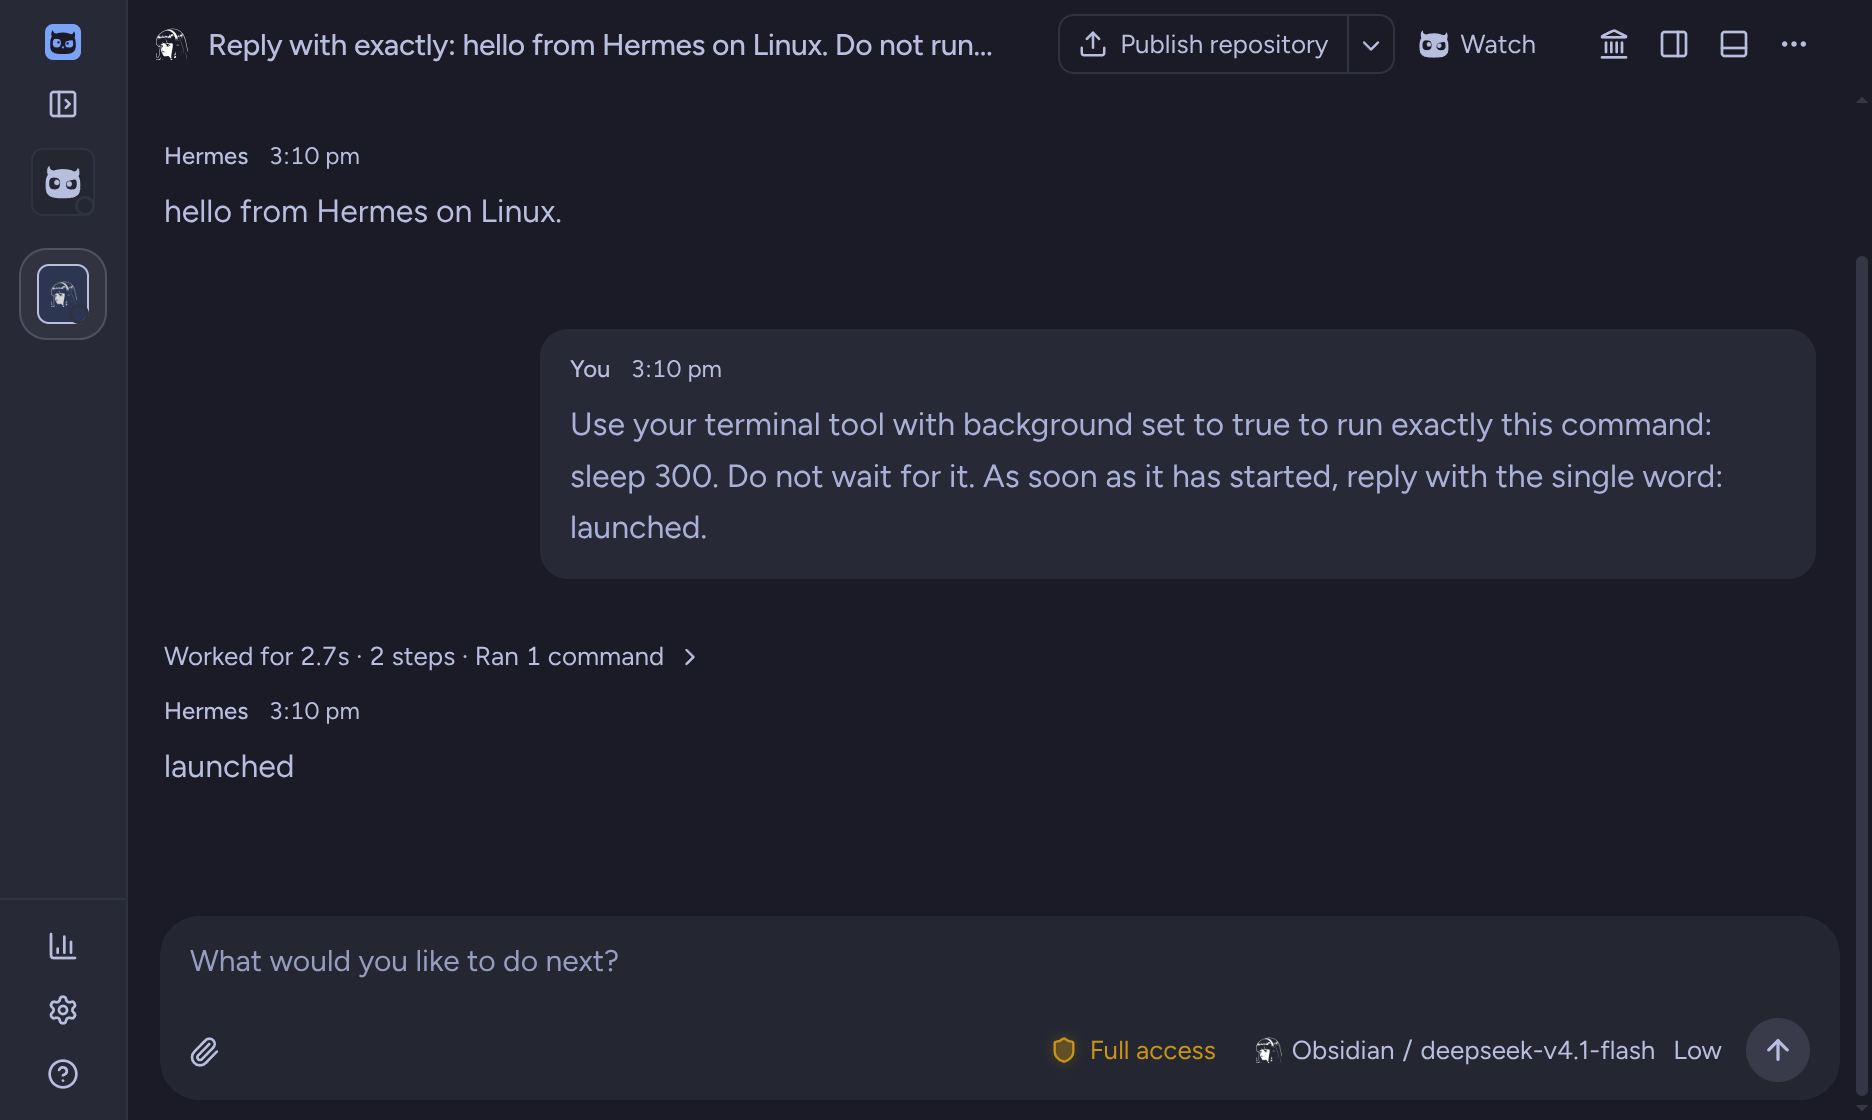 Reply with exactly: hello from Hermes on Linux. Do not run...
Publish repository
Watch
Hermes 3:10 pm
hello from Hermes on Linux.
You 3:10 pm
Use your terminal tool with background set to true to run exactly this command:
sleep 300. Do not wait for it. As soon as it has started, reply with the single word:
launched.
Worked for 2.7s · 2 steps · Ran 1 command
Hermes 3:10 pm
launched
What would you like to do next?
Full access
Obsidian / deepseek-v4.1-flash Low